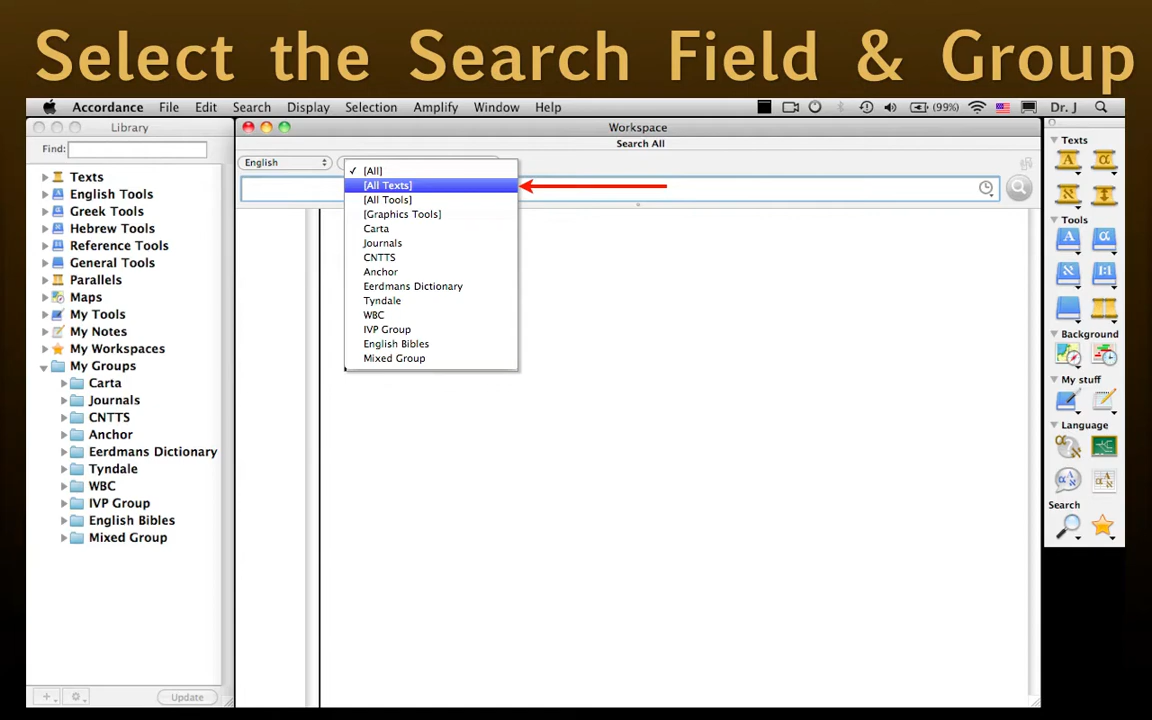 Select the Search Field & Group
Accordance File Edit Search Display Selection Amplify Window Help (99%) Dr. J
Library
Find:
Texts
English Tools
Greek Tools
Hebrew Tools
Reference Tools
General Tools
Parallels
Maps
My Tools
My Notes
My Workspaces
My Groups
Carta
Journals
CNTTS
Anchor
Eerdmans Dictionary
Tyndale
WBC
IVP Group
English Bibles
Mixed Group
Update
Workspace
Search All
English
✓ [All]
[All Texts]
[All Tools]
[Graphics Tools]
Carta
Journals
CNTTS
Anchor
Eerdmans Dictionary
Tyndale
WBC
IVP Group
English Bibles
Mixed Group
Texts
A α
א
Tools
A α
א 1:1
Background
My stuff
Language
Search